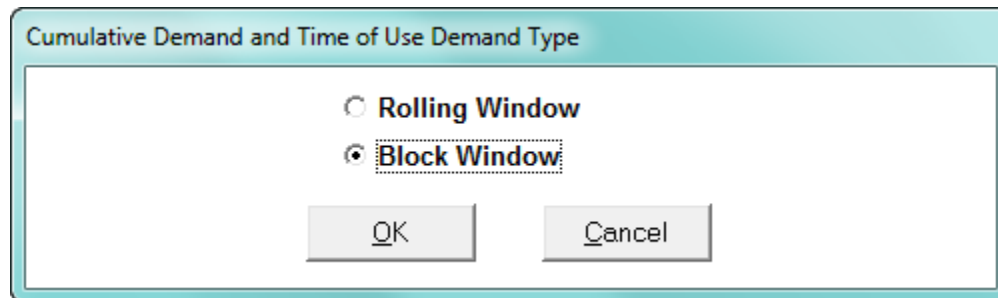 Cumulative Demand and Time of Use Demand Type
Rolling Window
Block Window
OK Cancel